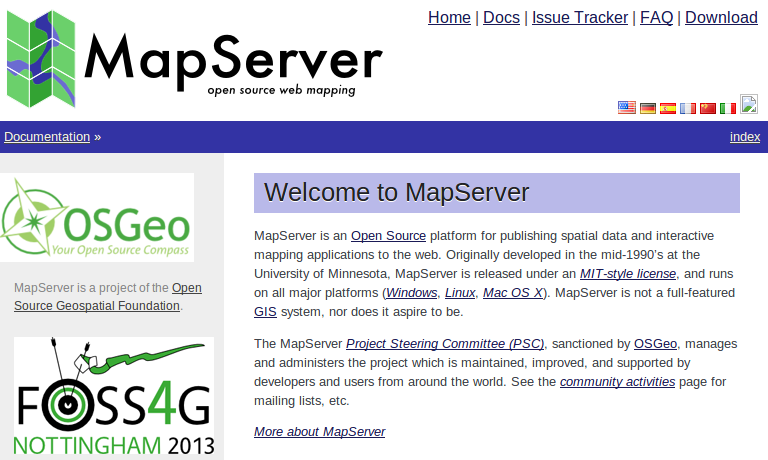 Home | Docs | Issue Tracker | FAQ | Download
MapServer
open source web mapping
Documentation »
index
OSGeo
Your Open Source Compass
MapServer is a project of the Open
Source Geospatial Foundation.
FOSS4G
NOTTINGHAM 2013
Welcome to MapServer
MapServer is an Open Source platform for publishing spatial data and interactive
mapping applications to the web. Originally developed in the mid-1990's at the
University of Minnesota, MapServer is released under an MIT-style license, and runs
on all major platforms (Windows, Linux, Mac OS X). MapServer is not a full-featured
GIS system, nor does it aspire to be.
The MapServer Project Steering Committee (PSC), sanctioned by OSGeo, manages
and administers the project which is maintained, improved, and supported by
developers and users from around the world. See the community activities page for
mailing lists, etc.
More about MapServer